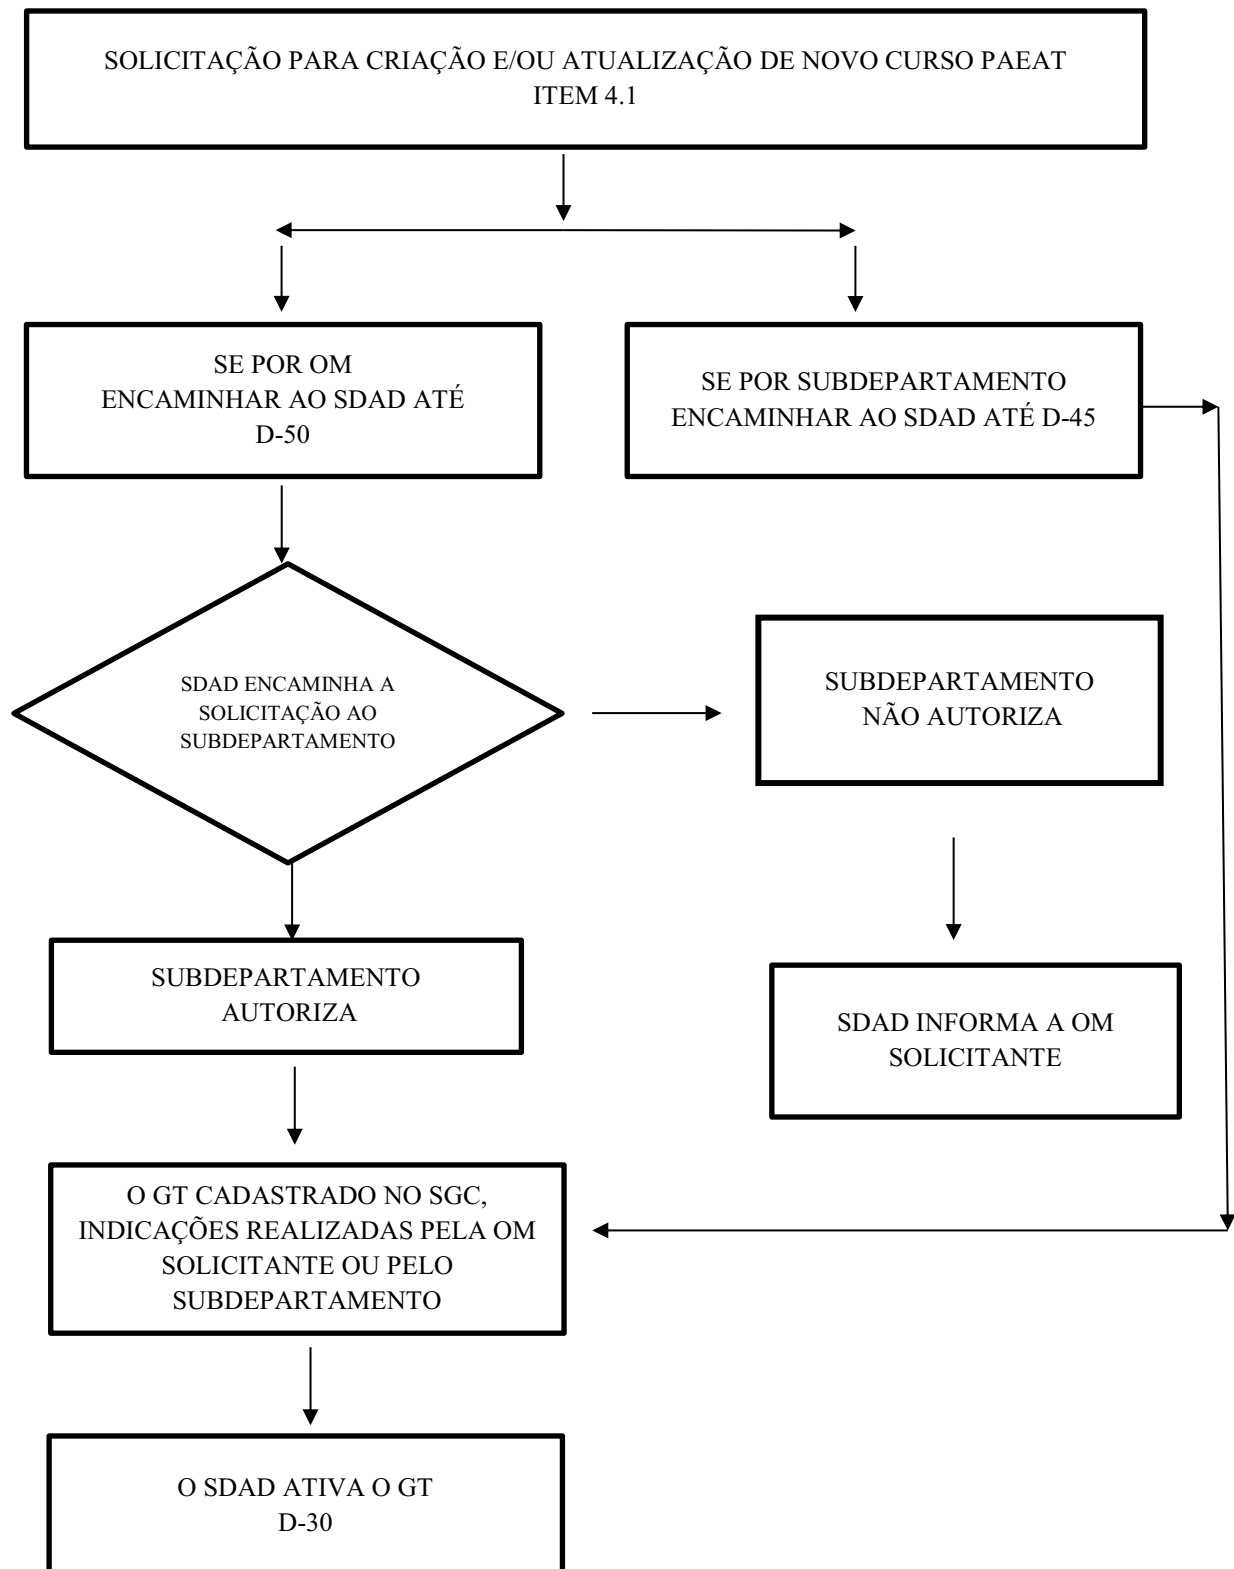 SOLICITAÇÃO PARA CRIAÇÃO E/OU ATUALIZAÇÃO DE NOVO CURSO PAEAT
ITEM 4.1
SE POR OM
ENCAMINHAR AO SDAD ATÉ
D-50
SE POR SUBDEPARTAMENTO
ENCAMINHAR AO SDAD ATÉ D-45
SDAD ENCAMINHA A
SOLICITAÇÃO AO
SUBDEPARTAMENTO
SUBDEPARTAMENTO
NÃO AUTORIZA
SUBDEPARTAMENTO
AUTORIZA
SDAD INFORMA A OM
SOLICITANTE
O GT CADASTRADO NO SGC,
INDICAÇÕES REALIZADAS PELA OM
SOLICITANTE OU PELO
SUBDEPARTAMENTO
O SDAD ATIVA O GT
D-30